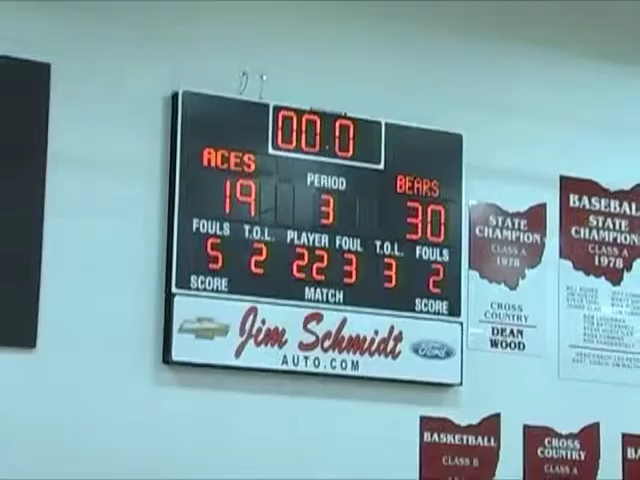 00.0
ACES
BEARS
PERIOD
19 3 30
FOULS T.O.L. PLAYER FOUL T.O.L. FOULS
5 2 22 3 3 2
SCORE MATCH SCORE
Jim Schmidt
AUTO.COM
Ford
STATE
CHAMPION
CLASS A
1978
CROSS
COUNTRY
DEAN
WOOD
BASEBAL
STATE
CHAMPION
CLASS A
1978
BASKETBALL
CLASS B
CROSS
COUNTRY
CLASS A
BA